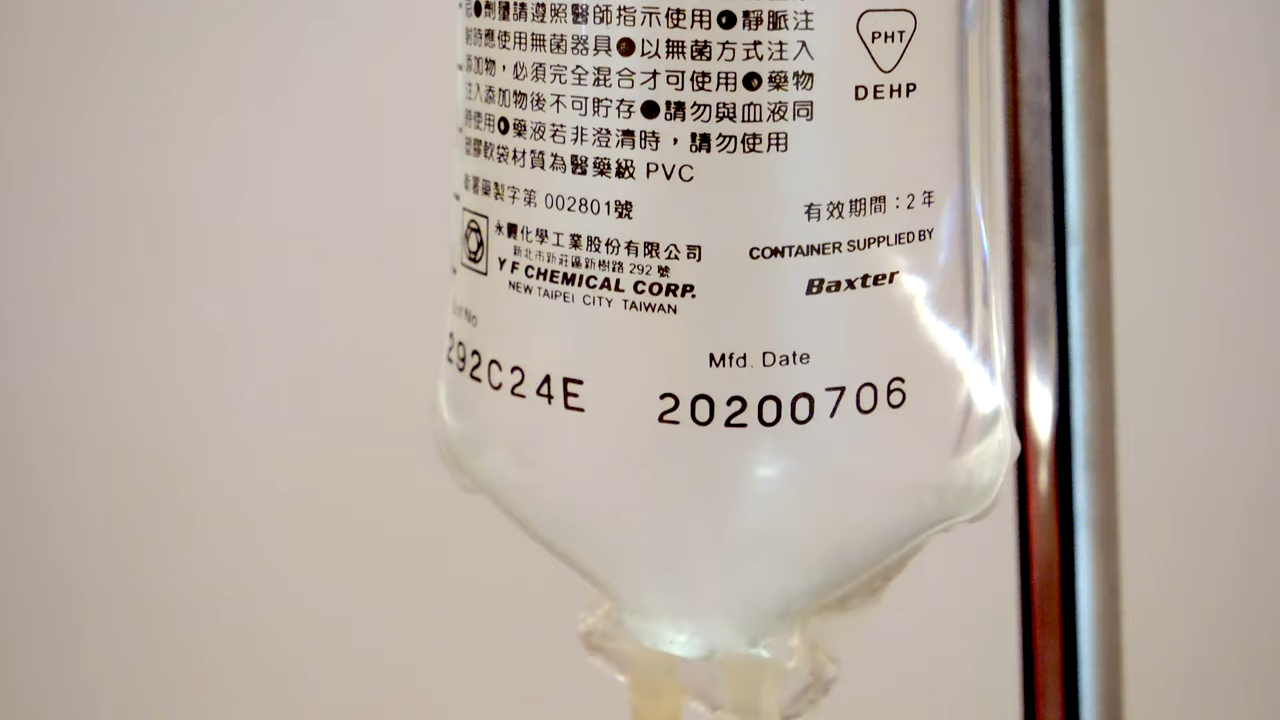 ●劑量請遵照醫師指示使用●靜脈注
射時應使用無菌器具●以無菌方式注入
添加物，必須完全混合才可使用●藥物
注入添加物後不可貯存●請勿與血液同
時使用●藥液若非澄清時，請勿使用
塑膠軟袋材質為醫藥級 PVC
PHT
DEHP
衛署藥製字第 002801號
有效期間：2 年
永豐化學工業股份有限公司
新北市新莊區新樹路 292 號
Y F CHEMICAL CORP.
NEW TAIPEI CITY TAIWAN
CONTAINER SUPPLIED BY
Baxter
Lot No
292C24E
Mfd. Date
20200706